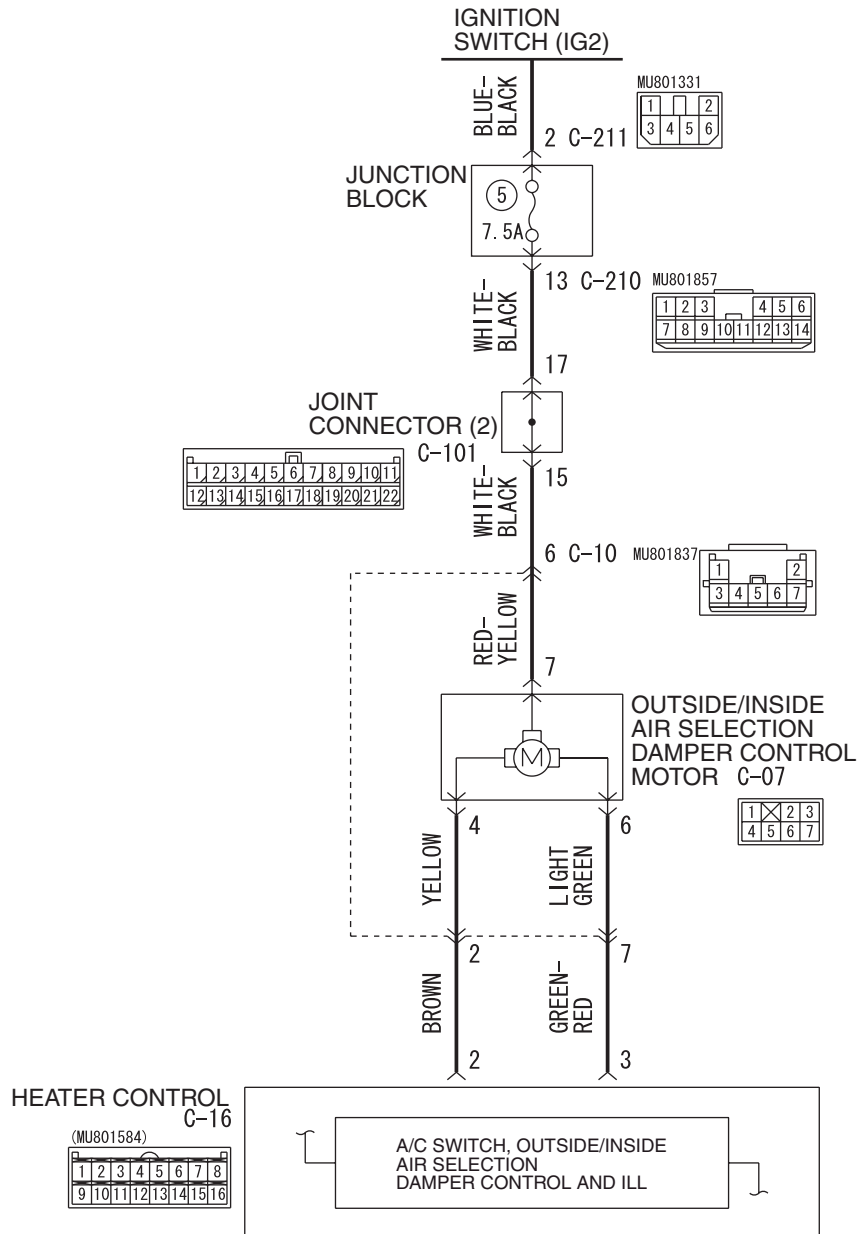 IGNITION
SWITCH (IG2)
BLUE-
BLACK
MU801331
1 2
3 4 5 6
2 C-211
JUNCTION
BLOCK
5
7.5A
13 C-210 MU801857
1 2 3 4 5 6
7 8 9 10 11 12 13 14
WHITE-
BLACK
17
JOINT
CONNECTOR (2)
C-101
1 2 3 4 5 6 7 8 9 10 11
12 13 14 15 16 17 18 19 20 21 22
15
WHITE-
BLACK
6 C-10 MU801837
1 2
3 4 5 6 7
RED-
YELLOW
7
OUTSIDE/INSIDE
AIR SELECTION
DAMPER CONTROL
MOTOR C-07
M
1 2 3
4 5 6 7
4 6
YELLOW
LIGHT
GREEN
2 7
BROWN
GREEN-
RED
2 3
HEATER CONTROL
C-16
(MU801584)
1 2 3 4 5 6 7 8
9 10 11 12 13 14 15 16
A/C SWITCH, OUTSIDE/INSIDE
AIR SELECTION
DAMPER CONTROL AND ILL